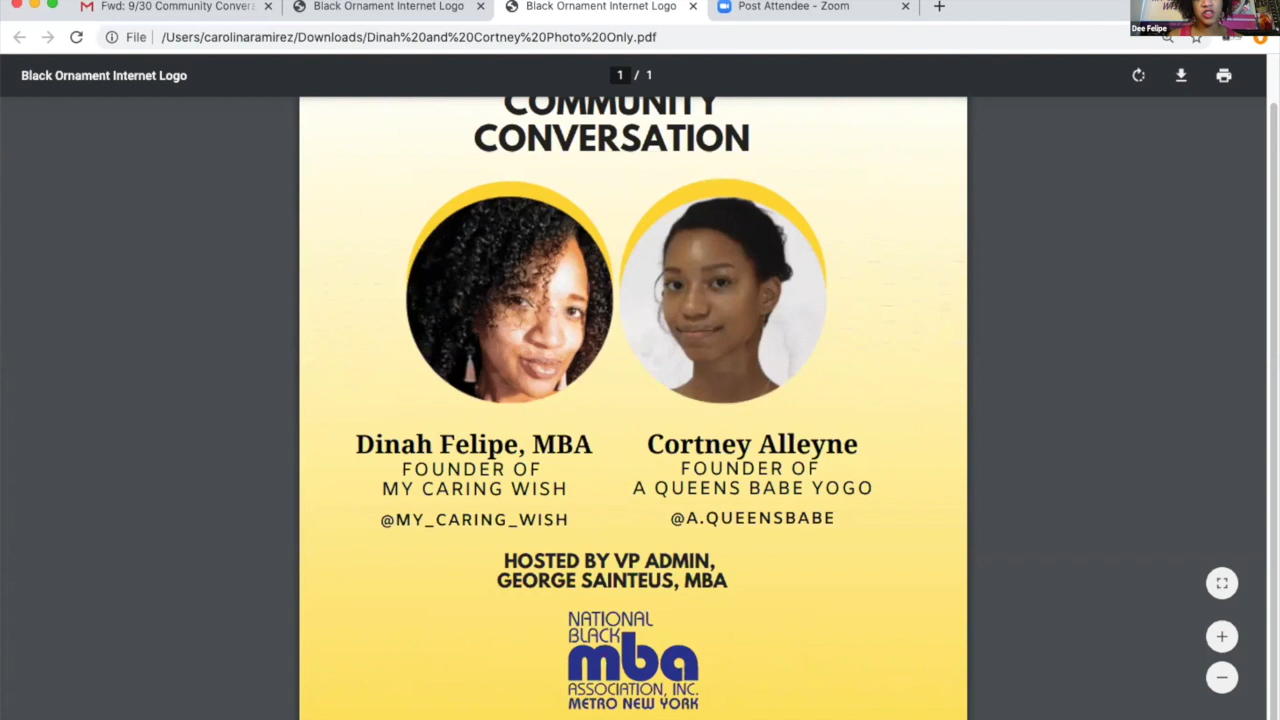 Fwd: 9/30 Community Convers
Black Ornament Internet Logo
Black Ornament Internet Logo
Post Attendee - Zoom
File
/Users/carolinaramirez/Downloads/Dinah%20and%20Cortney%20Photo%20Only.pdf
Dee Felipe
Black Ornament Internet Logo
1 / 1
COMMUNITY
CONVERSATION
Dinah Felipe, MBA
FOUNDER OF
MY CARING WISH
@MY_CARING_WISH
Cortney Alleyne
FOUNDER OF
A QUEENS BABE YOGO
@A.QUEENSBABE
HOSTED BY VP ADMIN,
GEORGE SAINTEUS, MBA
NATIONAL
BLACK
mba
ASSOCIATION, INC.
METRO NEW YORK